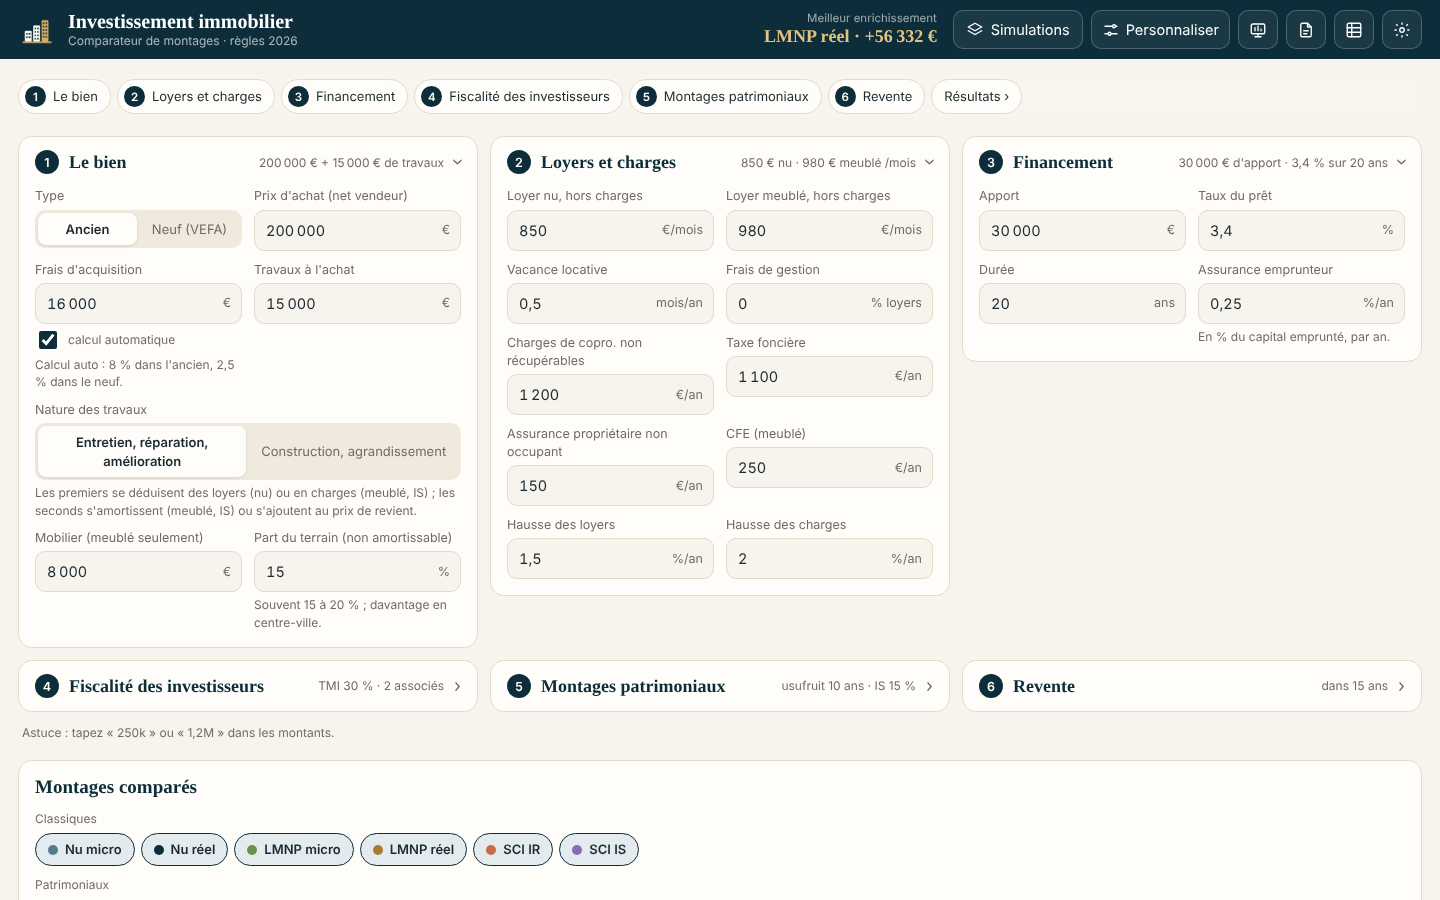 Investissement immobilier
Comparateur de montages · règles 2026
Meilleur enrichissement
LMNP réel · +56 332 €
Simulations
Personnaliser
1 Le bien
2 Loyers et charges
3 Financement
4 Fiscalité des investisseurs
5 Montages patrimoniaux
6 Revente
Résultats ›
1 Le bien
200 000 € + 15 000 € de travaux
Type
Prix d'achat (net vendeur)
Ancien
Neuf (VEFA)
200 000 €
Frais d'acquisition
Travaux à l'achat
16 000 €
15 000 €
calcul automatique
Calcul auto : 8 % dans l'ancien, 2,5
% dans le neuf.
Nature des travaux
Entretien, réparation,
amélioration
Construction, agrandissement
Les premiers se déduisent des loyers (nu) ou en charges (meublé, IS) ; les
seconds s'amortissent (meublé, IS) ou s'ajoutent au prix de revient.
Mobilier (meublé seulement)
Part du terrain (non amortissable)
8 000 €
15 %
Souvent 15 à 20 % ; davantage en
centre-ville.
2 Loyers et charges
850 € nu · 980 € meublé /mois
Loyer nu, hors charges
Loyer meublé, hors charges
850 €/mois
980 €/mois
Vacance locative
Frais de gestion
0,5 mois/an
0 % loyers
Charges de copro. non
récupérables
Taxe foncière
1 200 €/an
1 100 €/an
Assurance propriétaire non
occupant
CFE (meublé)
150 €/an
250 €/an
Hausse des loyers
Hausse des charges
1,5 %/an
2 %/an
3 Financement
30 000 € d'apport · 3,4 % sur 20 ans
Apport
Taux du prêt
30 000 €
3,4 %
Durée
Assurance emprunteur
20 ans
0,25 %/an
En % du capital emprunté, par an.
4 Fiscalité des investisseurs
TMI 30 % · 2 associés
5 Montages patrimoniaux
usufruit 10 ans · IS 15 %
6 Revente
dans 15 ans
Astuce : tapez « 250k » ou « 1,2M » dans les montants.
Montages comparés
Classiques
Nu micro
Nu réel
LMNP micro
LMNP réel
SCI IR
SCI IS
Patrimoniaux